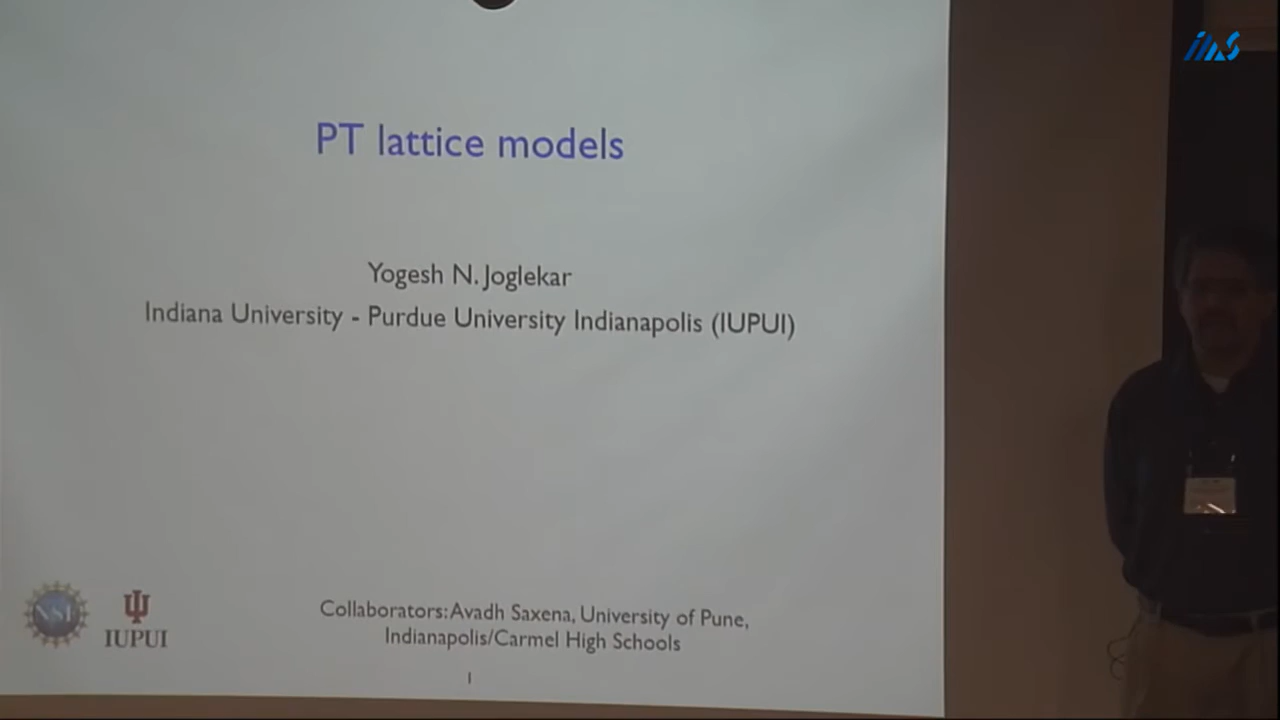 ims
PT lattice models
Yogesh N. Joglekar
Indiana University - Purdue University Indianapolis (IUPUI)
NSF
IUPUI
Collaborators: Avadh Saxena, University of Pune,
Indianapolis/Carmel High Schools
1